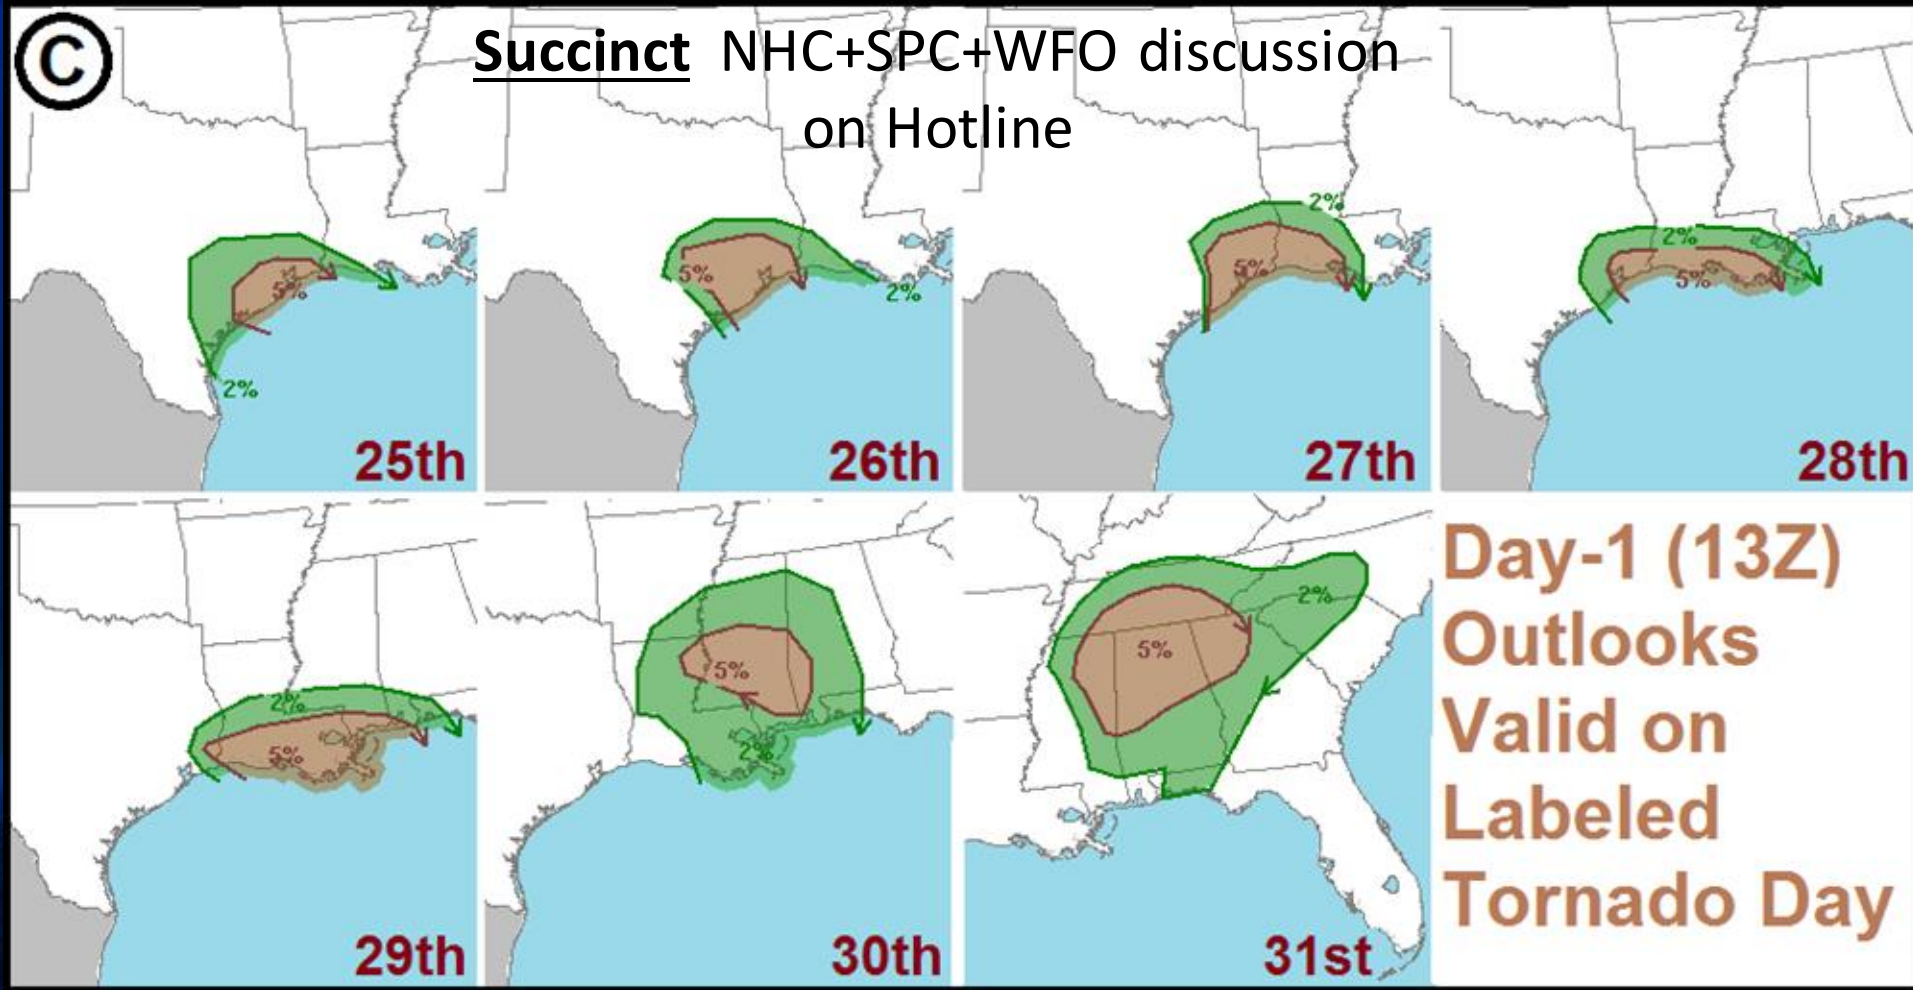 C
Succinct NHC+SPC+WFO discussion
on Hotline
5%
2%
25th
5%
2%
26th
2%
5%
27th
2%
5%
28th
2%
5%
29th
5%
2%
30th
2%
5%
31st
Day-1 (13Z)
Outlooks
Valid on
Labeled
Tornado Day